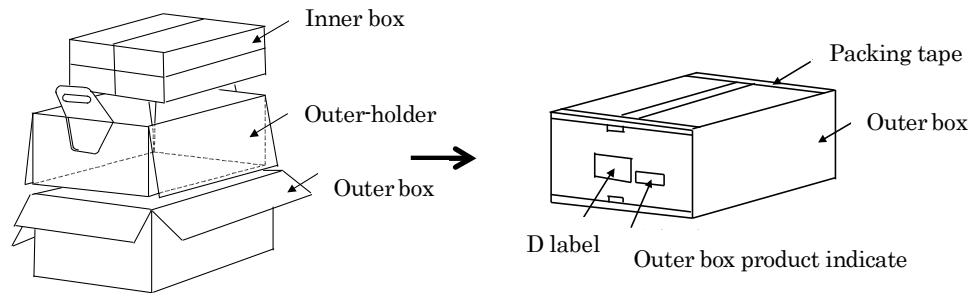 Inner box
Outer-holder
Outer box
Packing tape
Outer box
D label
Outer box product indicate